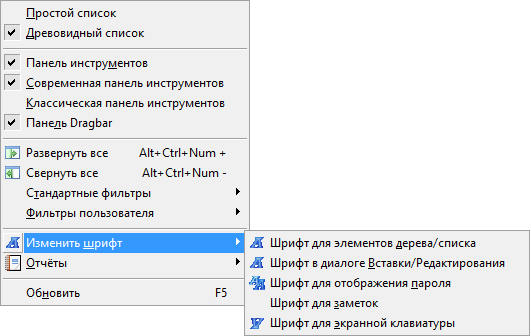 Простой список
Древовидный список
Панель инструментов
Современная панель инструментов
Классическая панель инструментов
Панель Dragbar
Развернуть все Alt+Ctrl+Num +
Свернуть все Alt+Ctrl+Num -
Стандартные фильтры
Фильтры пользователя
Изменить шрифт
Отчёты
Обновить F5
Шрифт для элементов дерева/списка
Шрифт в диалоге Вставки/Редактирования
Шрифт для отображения пароля
Шрифт для заметок
Шрифт для экранной клавиатуры